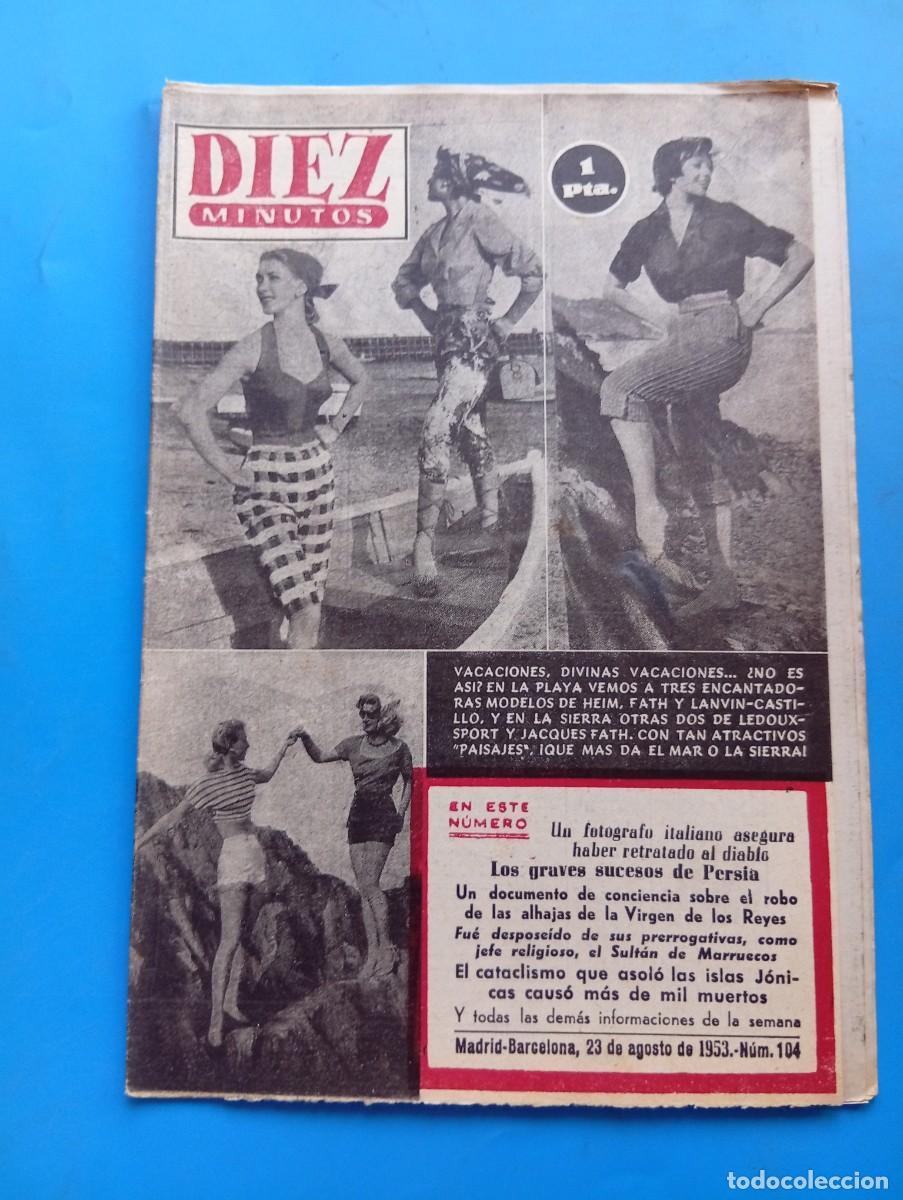 DIEZ
MINUTOS
1
Pta.
VACACIONES, DIVINAS VACACIONES... ¿NO ES
ASI? EN LA PLAYA VEMOS A TRES ENCANTADO-
RAS MODELOS DE HEIM, FATH Y LANVIN-CASTI-
LLO, Y EN LA SIERRA OTRAS DOS DE LEDOUX-
SPORT Y JACQUES FATH. CON TAN ATRACTIVOS
"PAISAJES", ¡QUE MAS DA EL MAR O LA SIERRA!
EN ESTE
NÚMERO
Un fotógrafo italiano asegura
haber retratado al diablo
Los graves sucesos de Persia
Un documento de conciencia sobre el robo
de las alhajas de la Virgen de los Reyes
Fué desposeído de sus prerrogativas, como
jefe religioso, el Sultán de Marruecos
El cataclismo que asoló las islas Jóni-
cas causó más de mil muertos
Y todas las demás informaciones de la semana
Madrid-Barcelona, 23 de agosto de 1953.-Núm. 104
todocoleccion